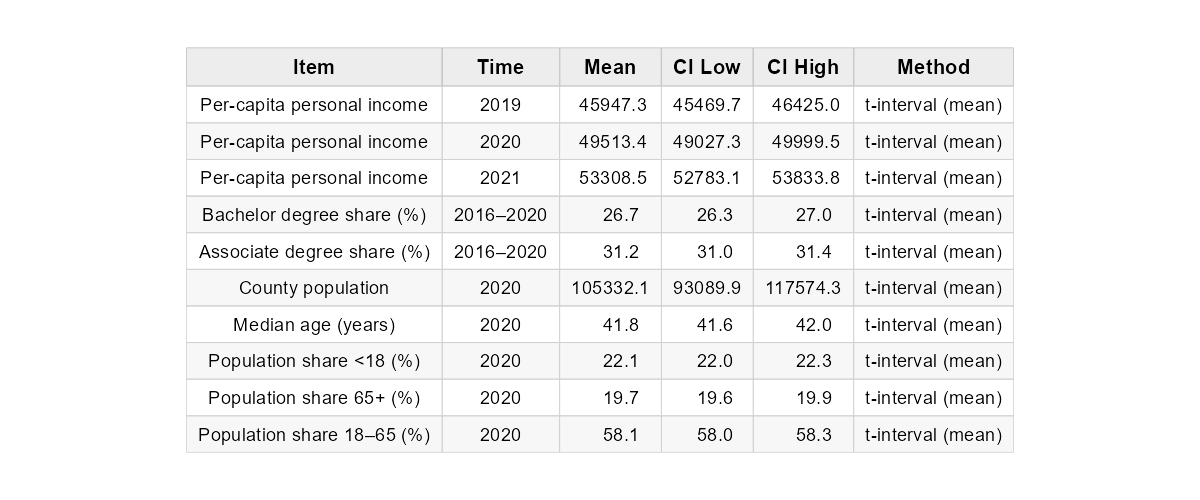 Item Time Mean CI Low CI High Method
Per-capita personal income 2019 45947.3 45469.7 46425.0 t-interval (mean)
Per-capita personal income 2020 49513.4 49027.3 49999.5 t-interval (mean)
Per-capita personal income 2021 53308.5 52783.1 53833.8 t-interval (mean)
Bachelor degree share (%) 2016–2020 26.7 26.3 27.0 t-interval (mean)
Associate degree share (%) 2016–2020 31.2 31.0 31.4 t-interval (mean)
County population 2020 105332.1 93089.9 117574.3 t-interval (mean)
Median age (years) 2020 41.8 41.6 42.0 t-interval (mean)
Population share <18 (%) 2020 22.1 22.0 22.3 t-interval (mean)
Population share 65+ (%) 2020 19.7 19.6 19.9 t-interval (mean)
Population share 18–65 (%) 2020 58.1 58.0 58.3 t-interval (mean)